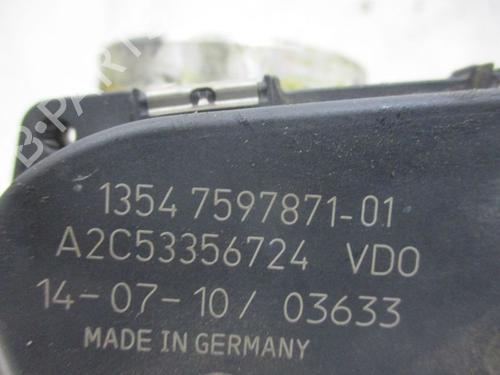 B-PARTS
1354 7597871-01
A2C53356724 VDO
14-07-10/ 03633
MADE IN GERMANY